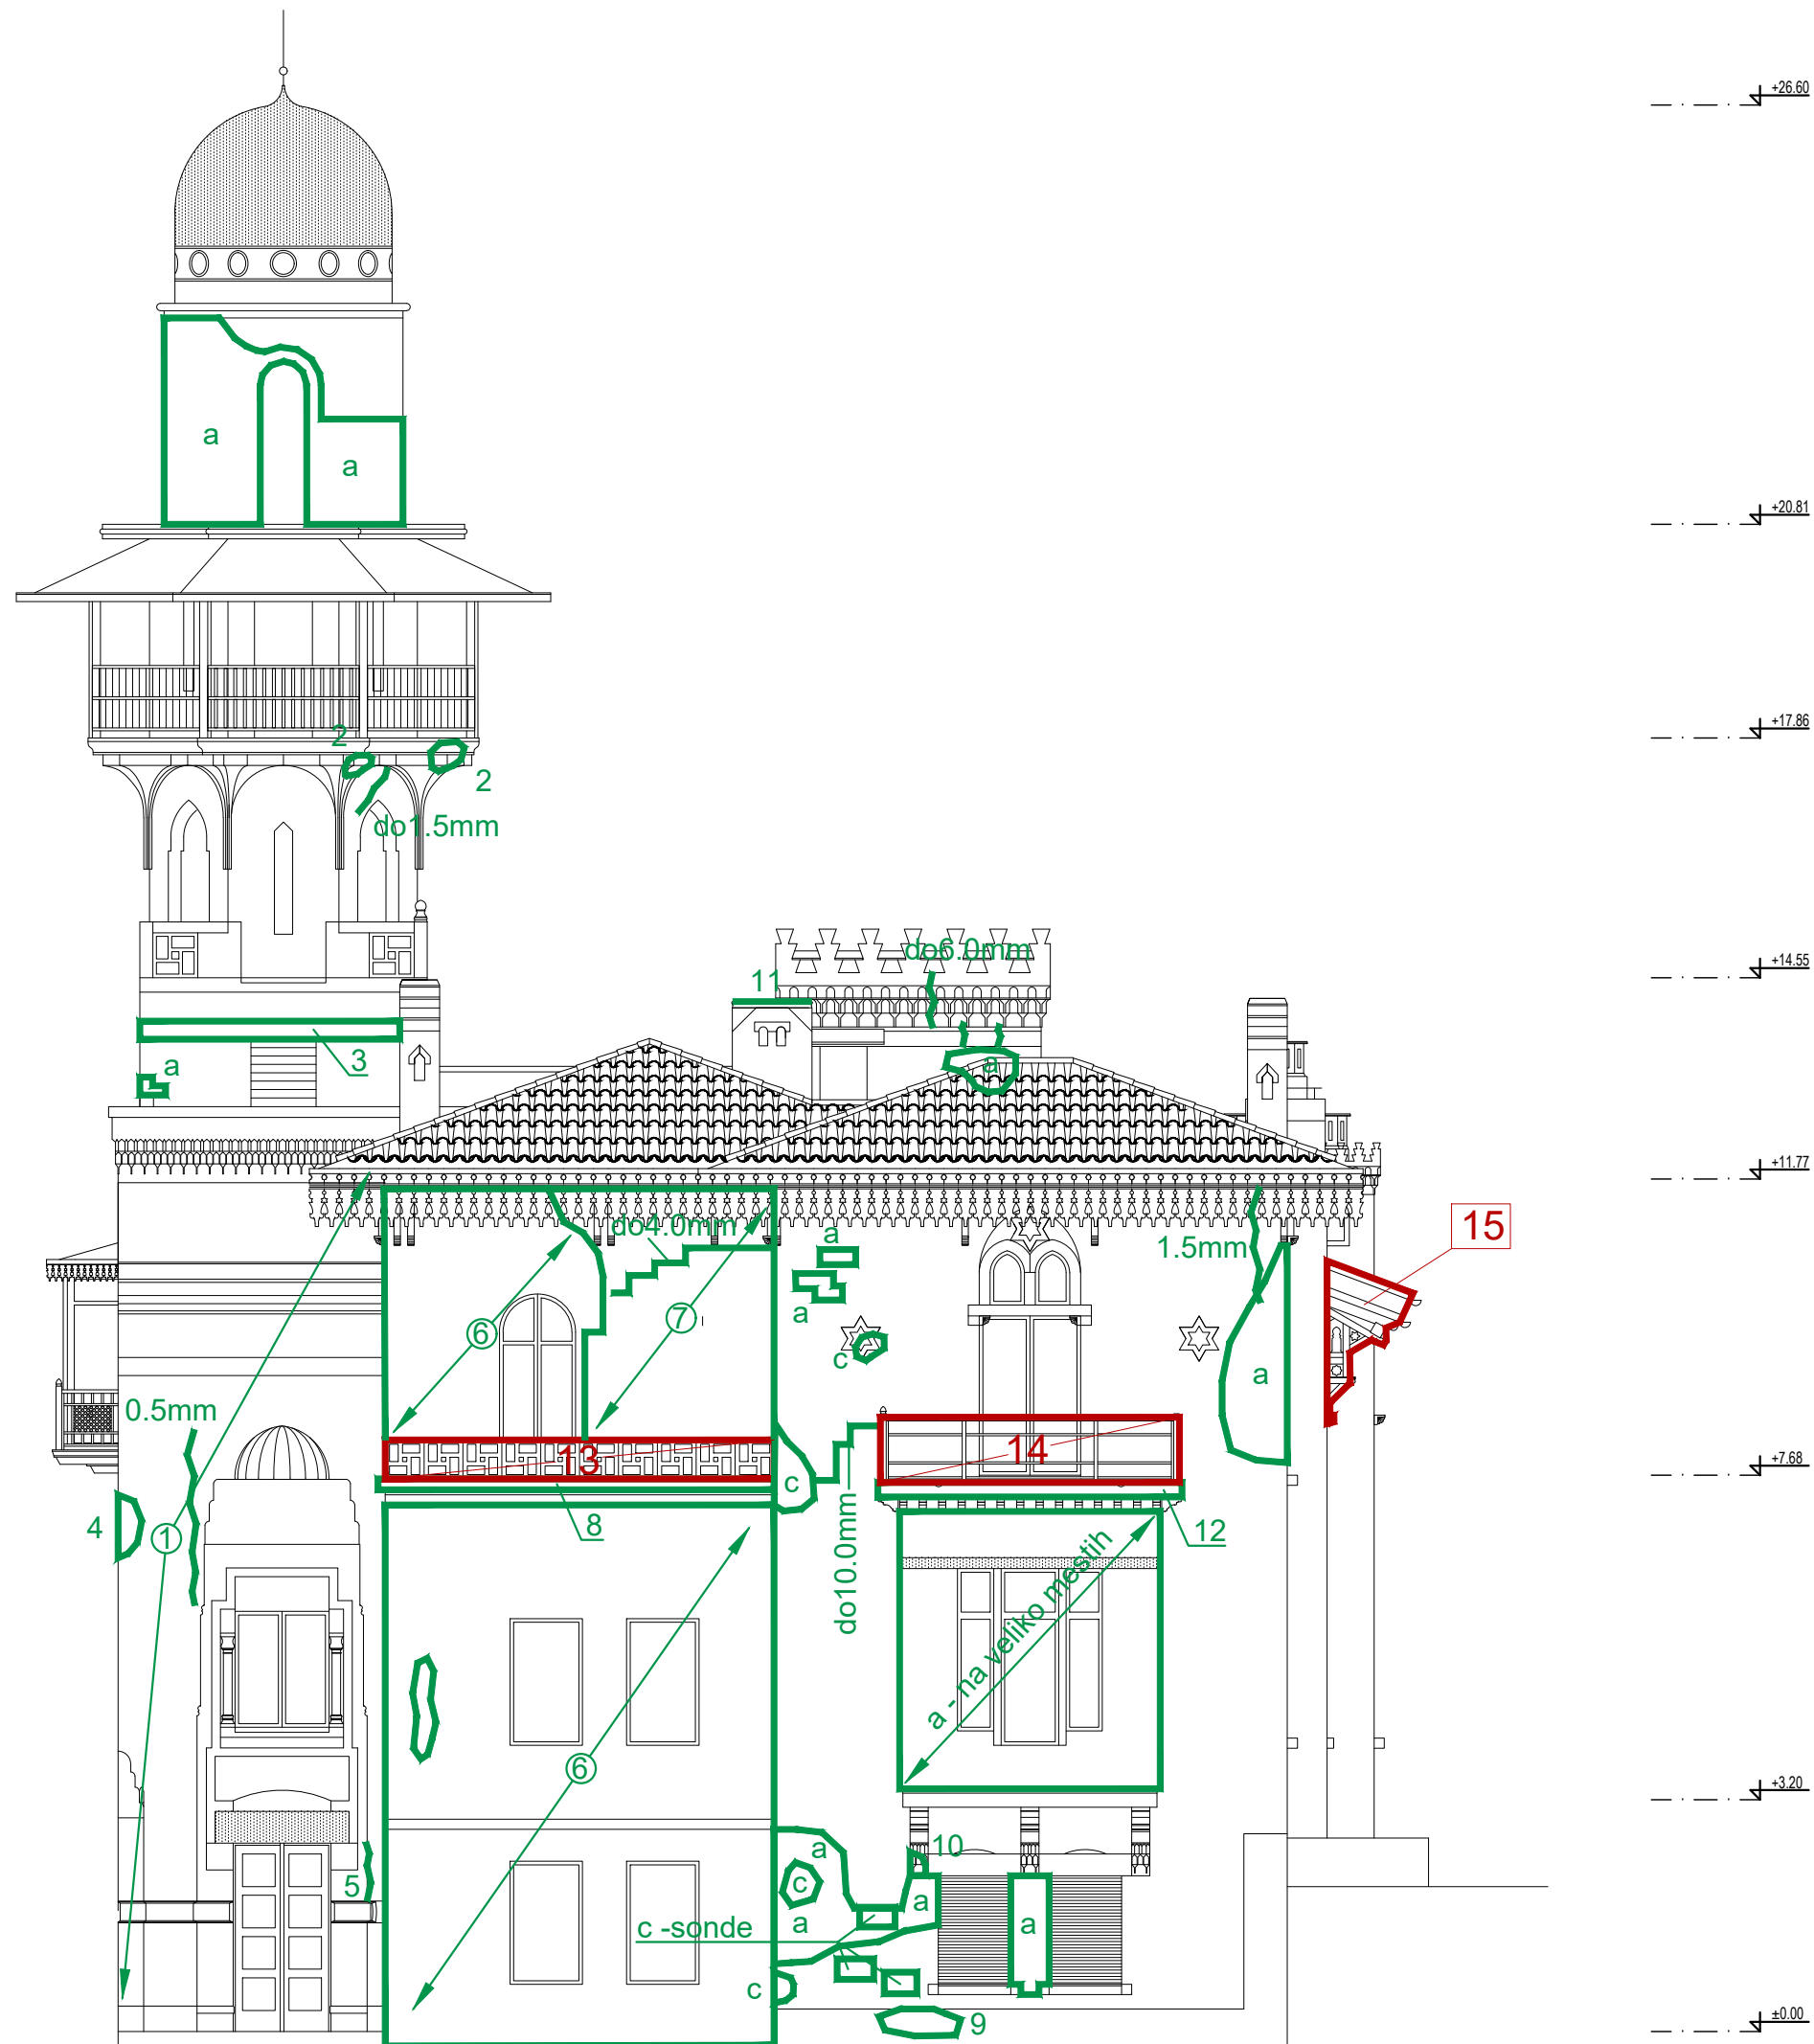 +26.60
a
a
+20.81
+17.86
2
2
do1.5mm
do6.0mm
+14.55
11
3
a
a
+11.77
15
do4.0mm
a
1.5mm
a
6
7
c
a
0.5mm
13
14
+7.68
c
4
1
8
12
do10.0mm
a - na veliko mestih
6
+3.20
10
a
5
c
a
a
a
c -sonde
c
9
±0.00